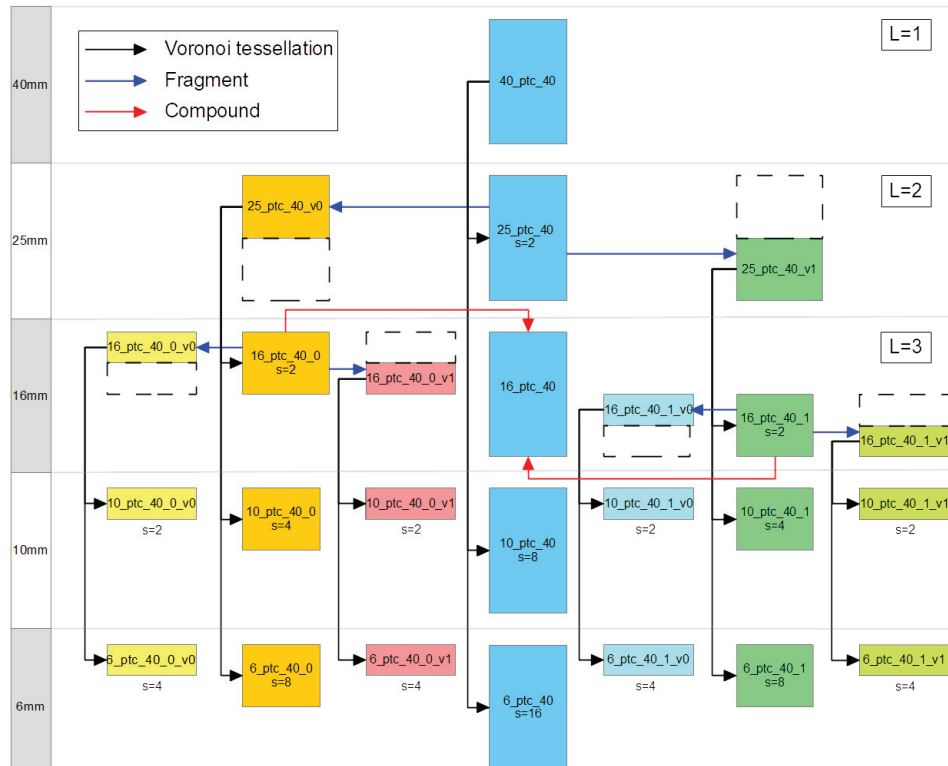 Voronoi tessellation
Fragment
Compound
40mm
40_ptc_40
L=1
25mm
25_ptc_40_v0
25_ptc_40
s=2
25_ptc_40_v1
L=2
16mm
16_ptc_40_0_v0
16_ptc_40_0
s=2
16_ptc_40_0_v1
16_ptc_40
16_ptc_40_1_v0
16_ptc_40_1
s=2
16_ptc_40_1_v1
L=3
10mm
10_ptc_40_0_v0
s=2
10_ptc_40_0
s=4
10_ptc_40_0_v1
s=2
10_ptc_40
s=8
10_ptc_40_1_v0
s=2
10_ptc_40_1
s=4
10_ptc_40_1_v1
s=2
6mm
6_ptc_40_0_v0
s=4
6_ptc_40_0
s=8
6_ptc_40_0_v1
s=4
6_ptc_40
s=16
6_ptc_40_1_v0
s=4
6_ptc_40_1
s=8
6_ptc_40_1_v1
s=4